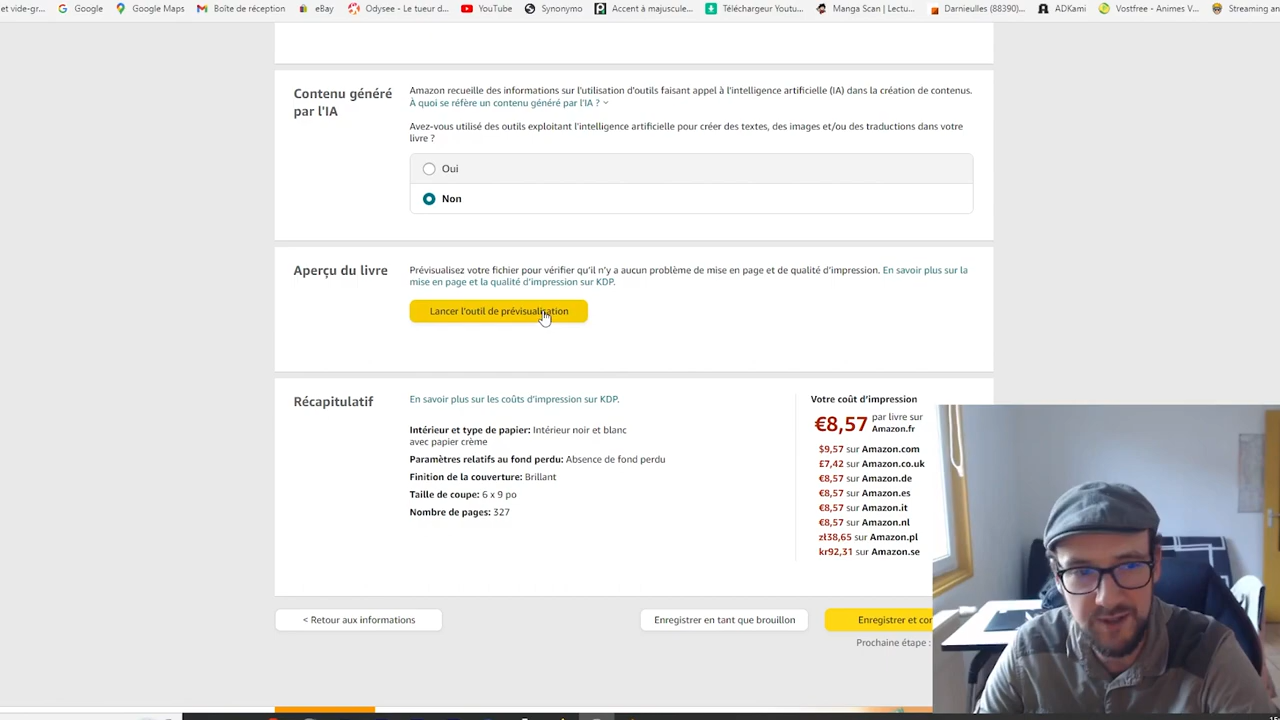 et vide-gr... Google Google Maps Boîte de réception eBay Odysee - Le tueur d... YouTube Synonymo Accent à majuscule... Téléchargeur Youtu... Manga Scan | Lectu... Darnieulles (88390)... ADKami Vostfree - Animes V... Streaming an
Contenu généré
par l'IA
Amazon recueille des informations sur l'utilisation d'outils faisant appel à l'intelligence artificielle (IA) dans la création de contenus.
À quoi se réfère un contenu généré par l'IA ?
Avez-vous utilisé des outils exploitant l'intelligence artificielle pour créer des textes, des images et/ou des traductions dans votre
livre ?
Oui
Non
Aperçu du livre
Prévisualisez votre fichier pour vérifier qu'il n'y a aucun problème de mise en page et de qualité d'impression. En savoir plus sur la
mise en page et la qualité d'impression sur KDP.
Lancer l'outil de prévisualisation
Récapitulatif
En savoir plus sur les coûts d'impression sur KDP.
Intérieur et type de papier: Intérieur noir et blanc
avec papier crème
Paramètres relatifs au fond perdu: Absence de fond perdu
Finition de la couverture: Brillant
Taille de coupe: 6 x 9 po
Nombre de pages: 327
Votre coût d'impression
€8,57 par livre sur
Amazon.fr
$9,57 sur Amazon.com
£7,42 sur Amazon.co.uk
€8,57 sur Amazon.de
€8,57 sur Amazon.es
€8,57 sur Amazon.it
€8,57 sur Amazon.nl
zł38,65 sur Amazon.pl
kr92,31 sur Amazon.se
< Retour aux informations
Enregistrer en tant que brouillon
Enregistrer et con
Prochaine étape :